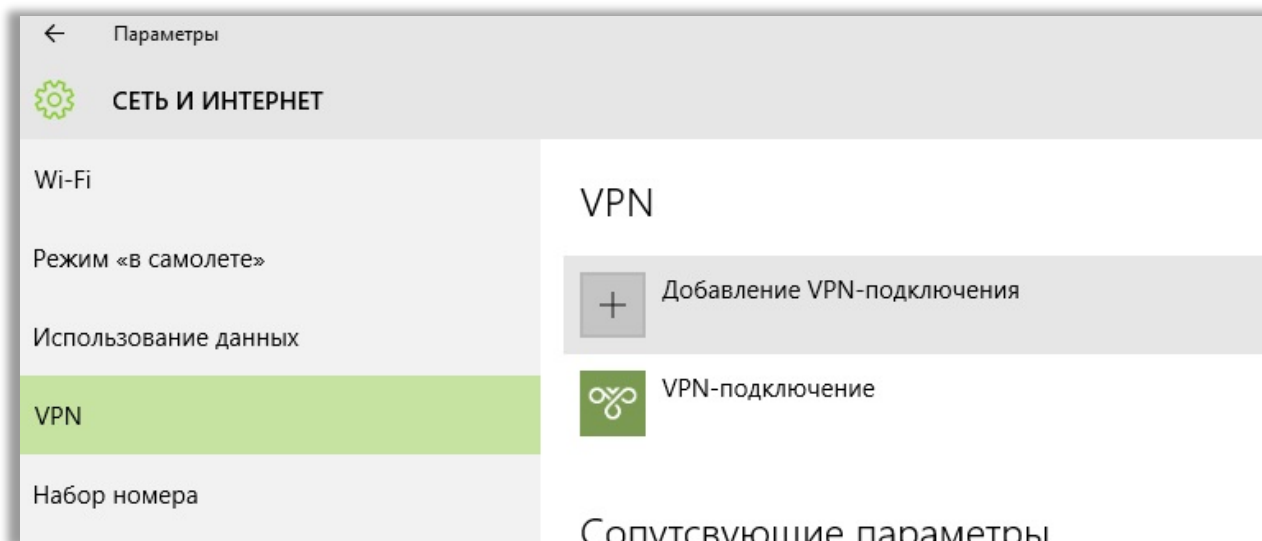 Параметры
СЕТЬ И ИНТЕРНЕТ
Wi-Fi
Режим «в самолете»
Использование данных
VPN
Набор номера
VPN
Добавление VPN-подключения
VPN-подключение
Сопутсвующие параметры